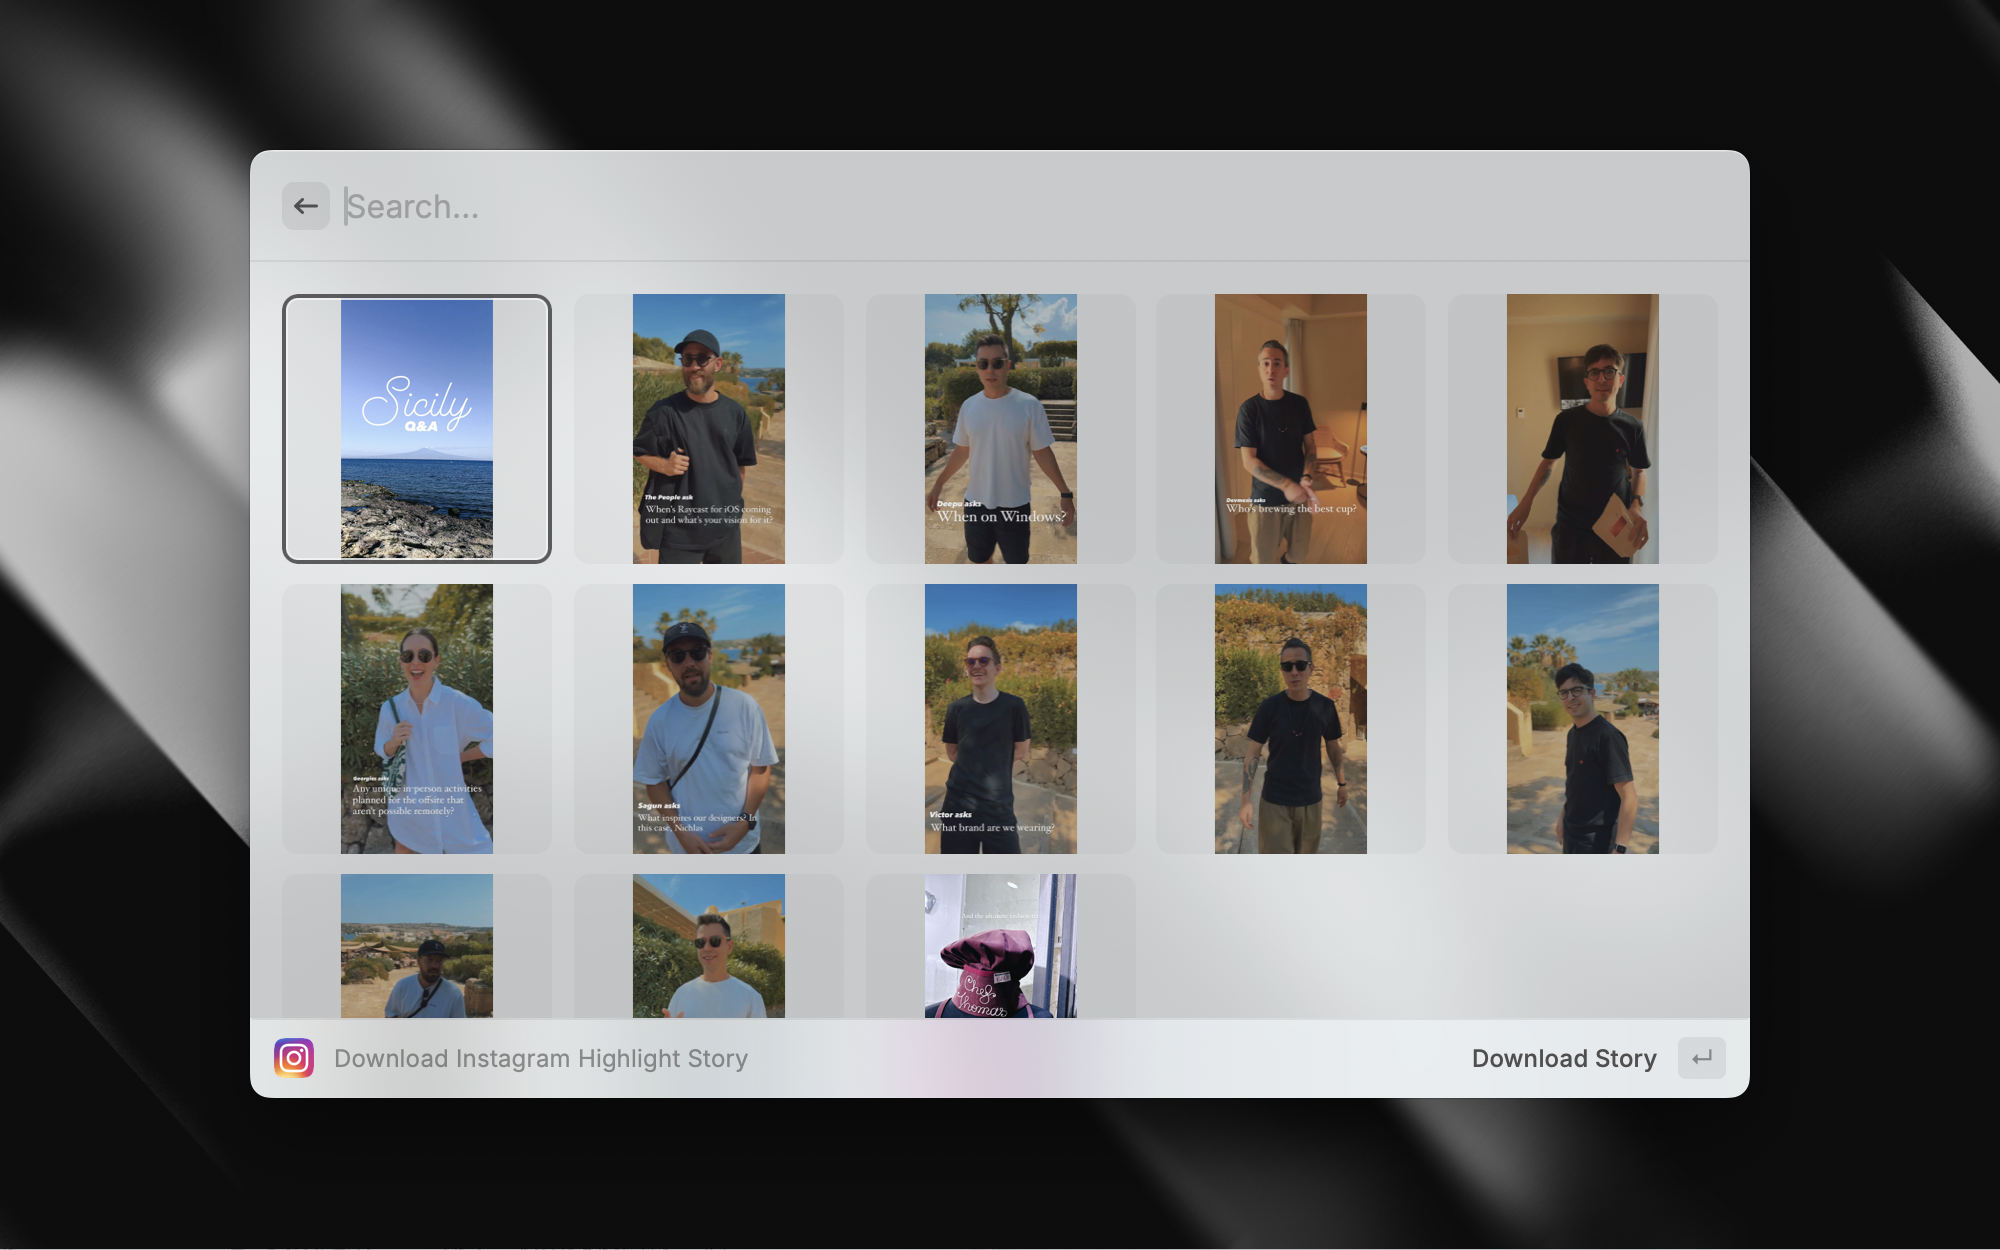 Search...
Sicily
Q&A
The People ask
When's Raycast for iOS coming
out and what's your vision for it?
Deepu asks
When on Windows?
Devmesis asks
Who's brewing the best cup?
Georgios asks
Any unique in-person activities
planned for the offsite that
aren't possible remotely?
Sagun asks
What inspires our designers? In
this case, Nichlas
Victor asks
What brand are we wearing?
And the
Chef
Thomas
Download Instagram Highlight Story
Download Story